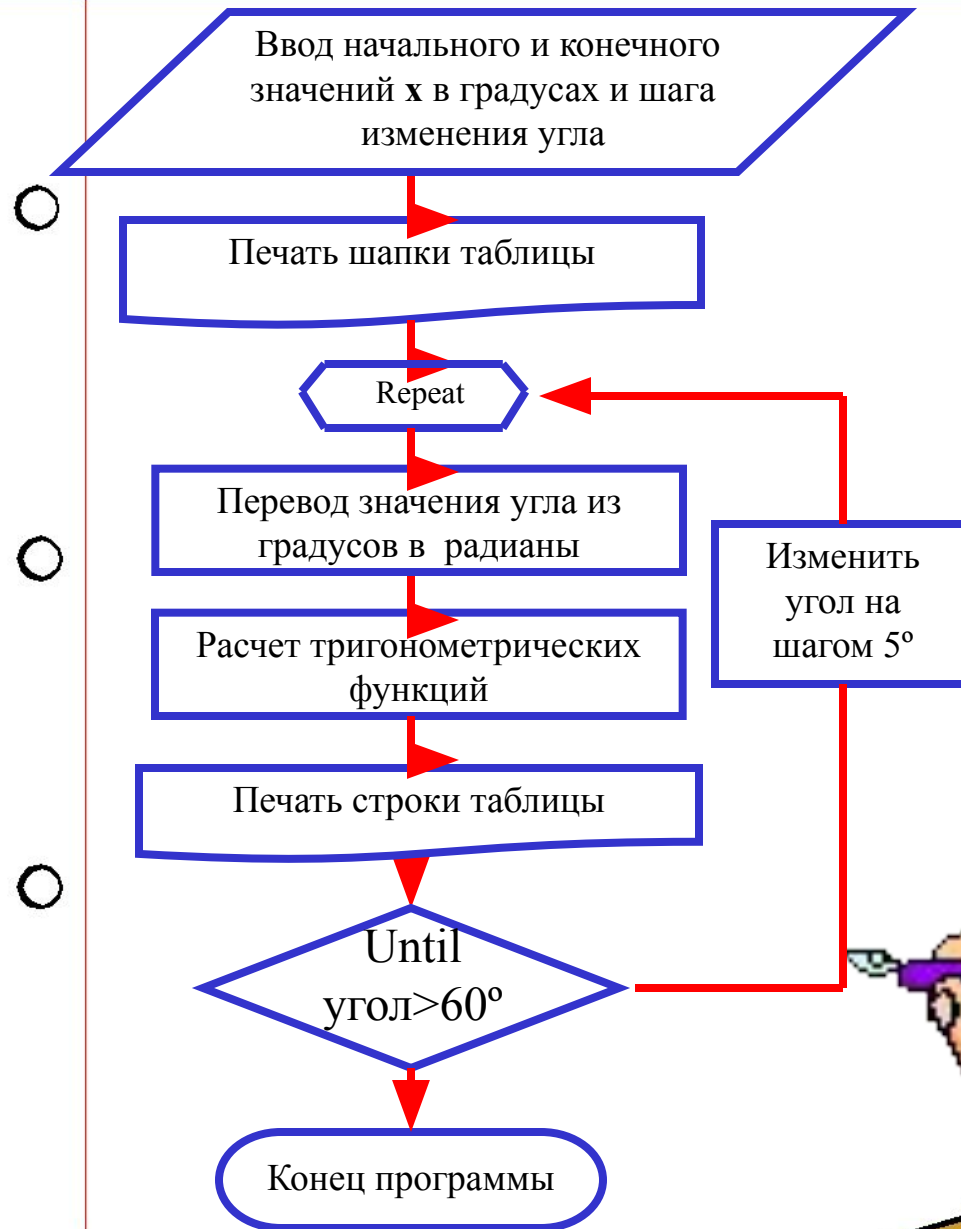 Ввод начального и конечного
значений x в градусах и шага
изменения угла
Печать шапки таблицы
Repeat
Перевод значения угла из
градусов в радианы
Расчет тригонометрических
функций
Печать строки таблицы
Until
угол>60º
Изменить
угол на
шагом 5º
Конец программы